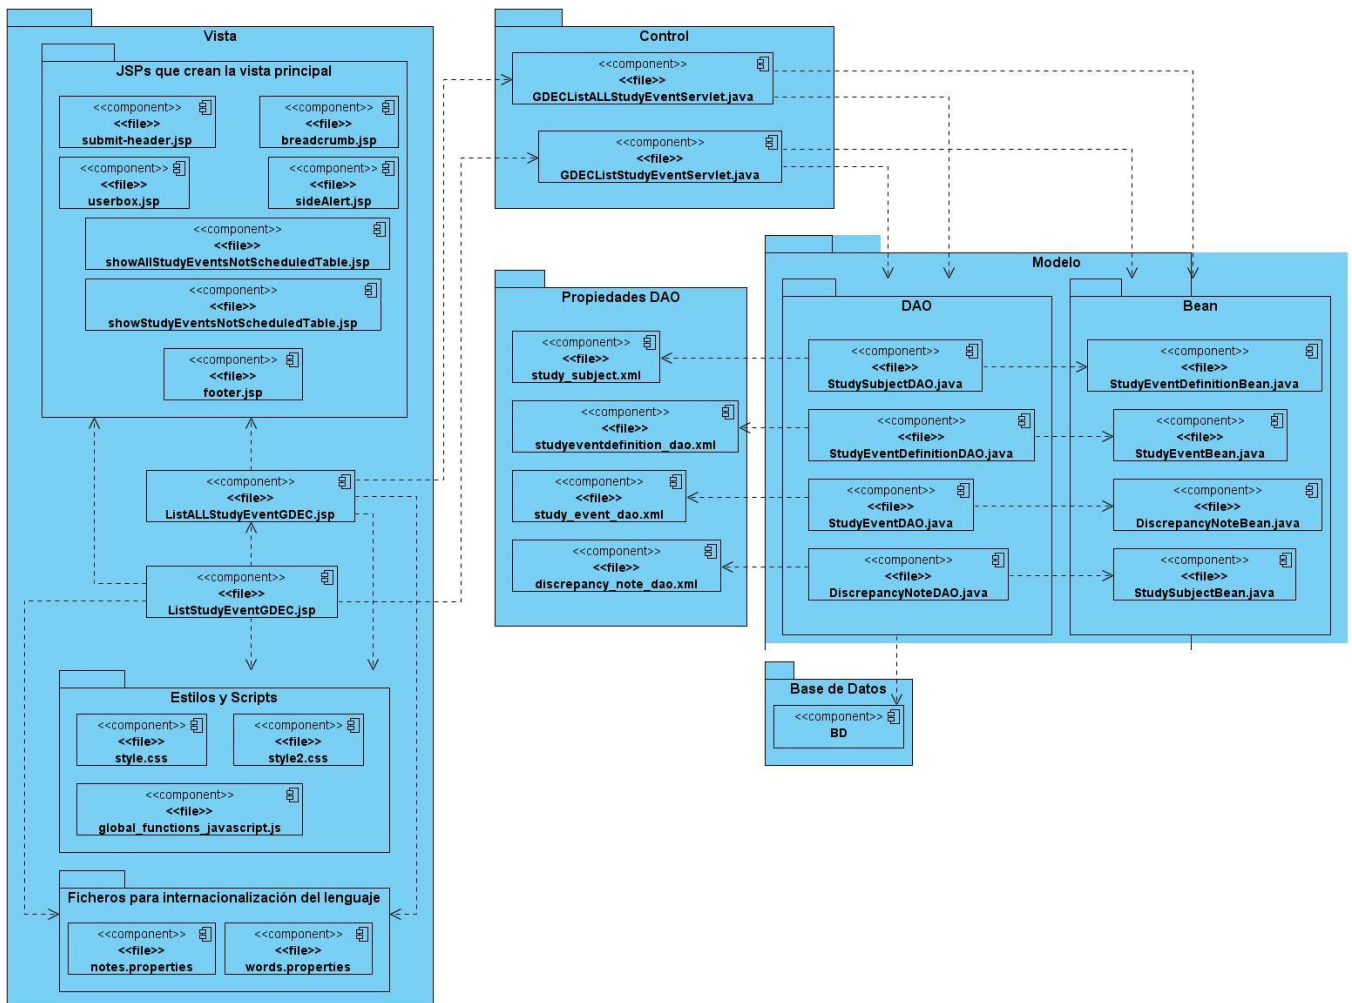 Vista
JSPs que crean la vista principal
<<component>>
<<file>>
submit-header.jsp
<<component>>
<<file>>
breadcrumb.jsp
<<component>>
<<file>>
userbox.jsp
<<component>>
<<file>>
sideAlert.jsp
<<component>>
<<file>>
showAllStudyEventsNotScheduledTable.jsp
<<component>>
<<file>>
showStudyEventsNotScheduledTable.jsp
<<component>>
<<file>>
footer.jsp
<<component>>
<<file>>
ListALLStudyEventGDEC.jsp
<<component>>
<<file>>
ListStudyEventGDEC.jsp
Estilos y Scripts
<<component>>
<<file>>
style.css
<<component>>
<<file>>
style2.css
<<component>>
<<file>>
global_functions_javascript.js
Ficheros para internacionalización del lenguaje
<<component>>
<<file>>
notes.properties
<<component>>
<<file>>
words.properties
Control
<<component>>
<<file>>
GDECListALLStudyEventServlet.java
<<component>>
<<file>>
GDECListStudyEventServlet.java
Propiedades DAO
<<component>>
<<file>>
study_subject.xml
<<component>>
<<file>>
studyeventdefinition_dao.xml
<<component>>
<<file>>
study_event_dao.xml
<<component>>
<<file>>
discrepancy_note_dao.xml
Modelo
DAO
<<component>>
<<file>>
StudySubjectDAO.java
<<component>>
<<file>>
StudyEventDefinitionDAO.java
<<component>>
<<file>>
StudyEventDAO.java
<<component>>
<<file>>
DiscrepancyNoteDAO.java
Bean
<<component>>
<<file>>
StudyEventDefinitionBean.java
<<component>>
<<file>>
StudyEventBean.java
<<component>>
<<file>>
DiscrepancyNoteBean.java
<<component>>
<<file>>
StudySubjectBean.java
Base de Datos
<<component>>
BD